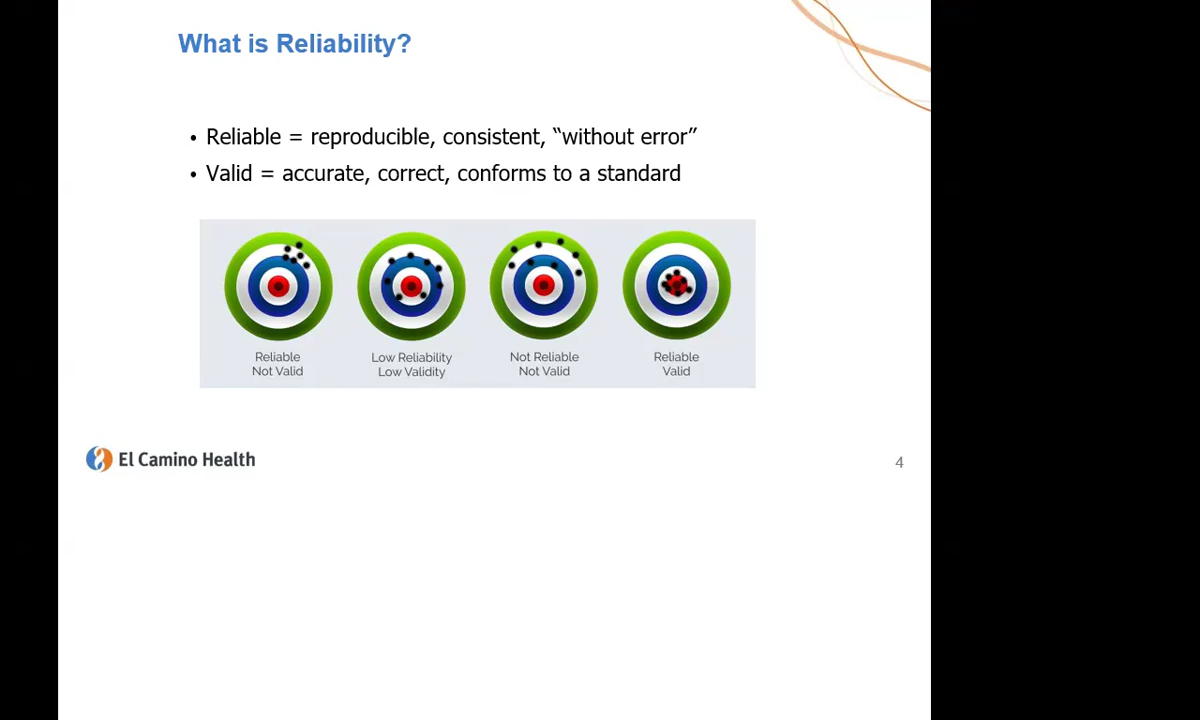 What is Reliability?
• Reliable = reproducible, consistent, “without error”
• Valid = accurate, correct, conforms to a standard
Reliable
Not Valid
Low Reliability
Low Validity
Not Reliable
Not Valid
Reliable
Valid
El Camino Health
4